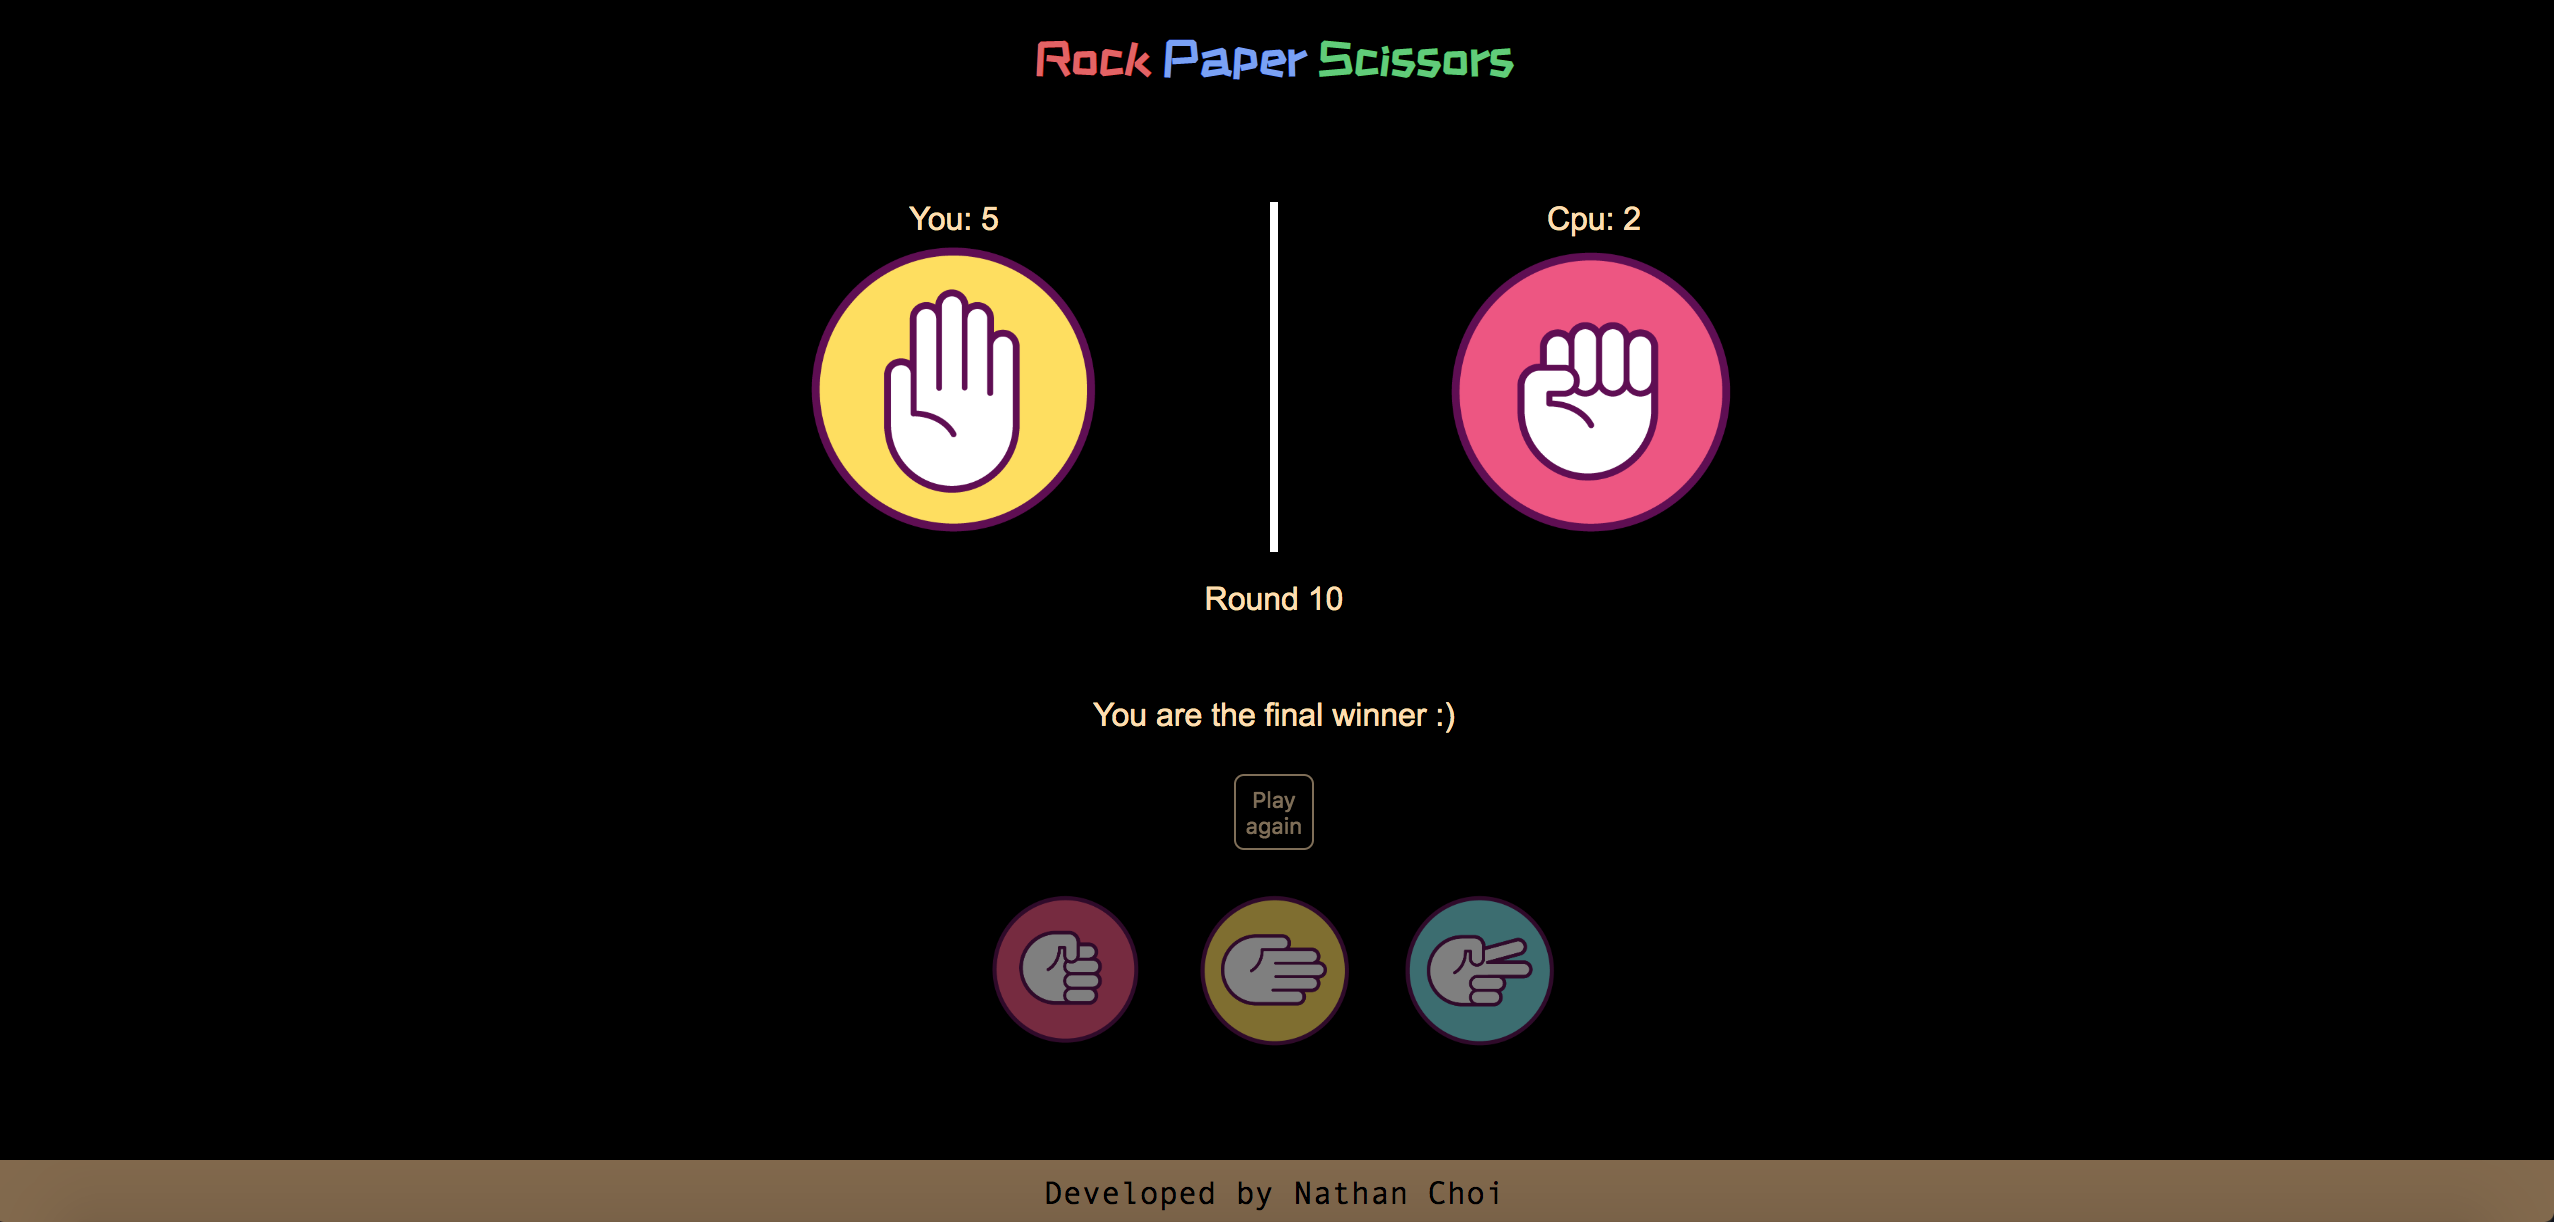 Rock Paper Scissors
You: 5
Cpu: 2
Round 10
You are the final winner :)
Play
again
Developed by Nathan Choi